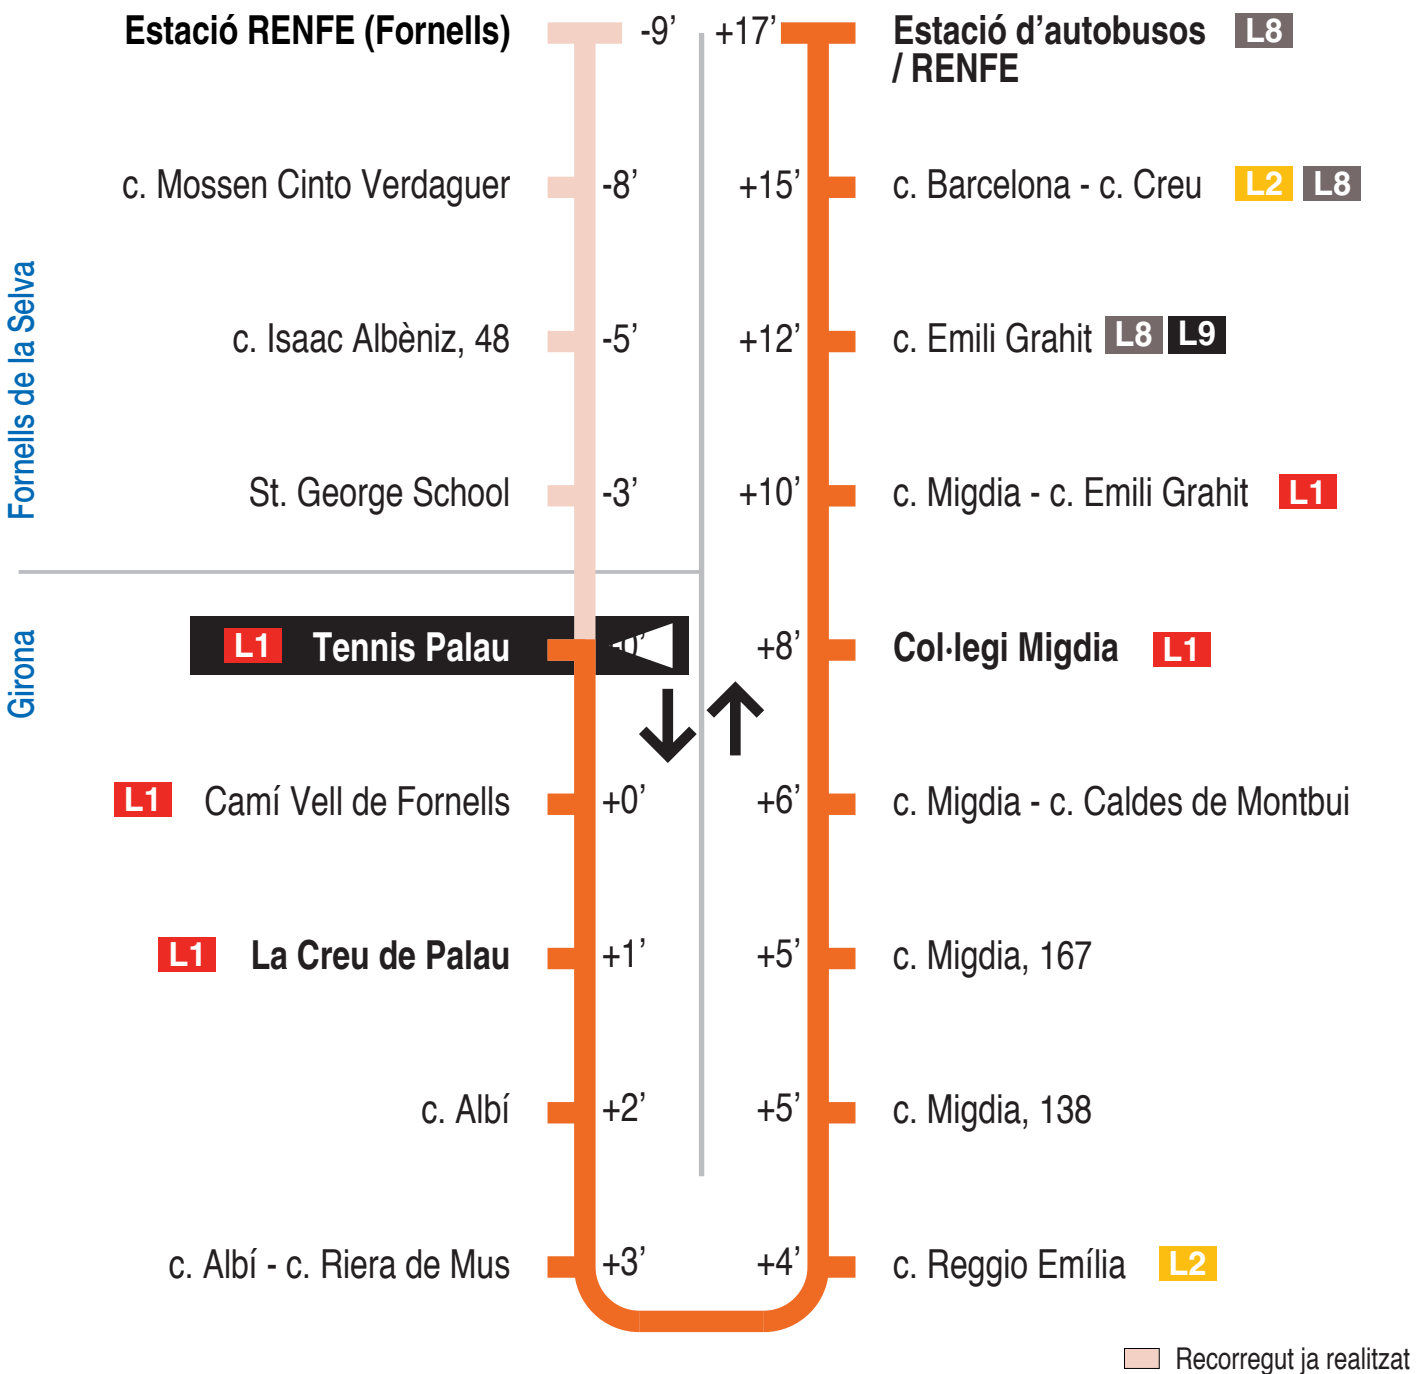 Estació RENFE (Fornells) -9’
c. Mossen Cinto Verdaguer -8’
c. Isaac Albèniz, 48 -5’
St. George School -3’
Fornells de la Selva
Girona
L1 Tennis Palau 0’
L1 Camí Vell de Fornells +0’
L1 La Creu de Palau +1’
c. Albí +2’
c. Albí - c. Riera de Mus +3’
+17’ Estació d’autobusos L8
/ RENFE
+15’ c. Barcelona - c. Creu L2 L8
+12’ c. Emili Grahit L8 L9
+10’ c. Migdia - c. Emili Grahit L1
+8’ Col·legi Migdia L1
+6’ c. Migdia - c. Caldes de Montbui
+5’ c. Migdia, 167
+5’ c. Migdia, 138
+4’ c. Reggio Emília L2
Recorregut ja realitzat